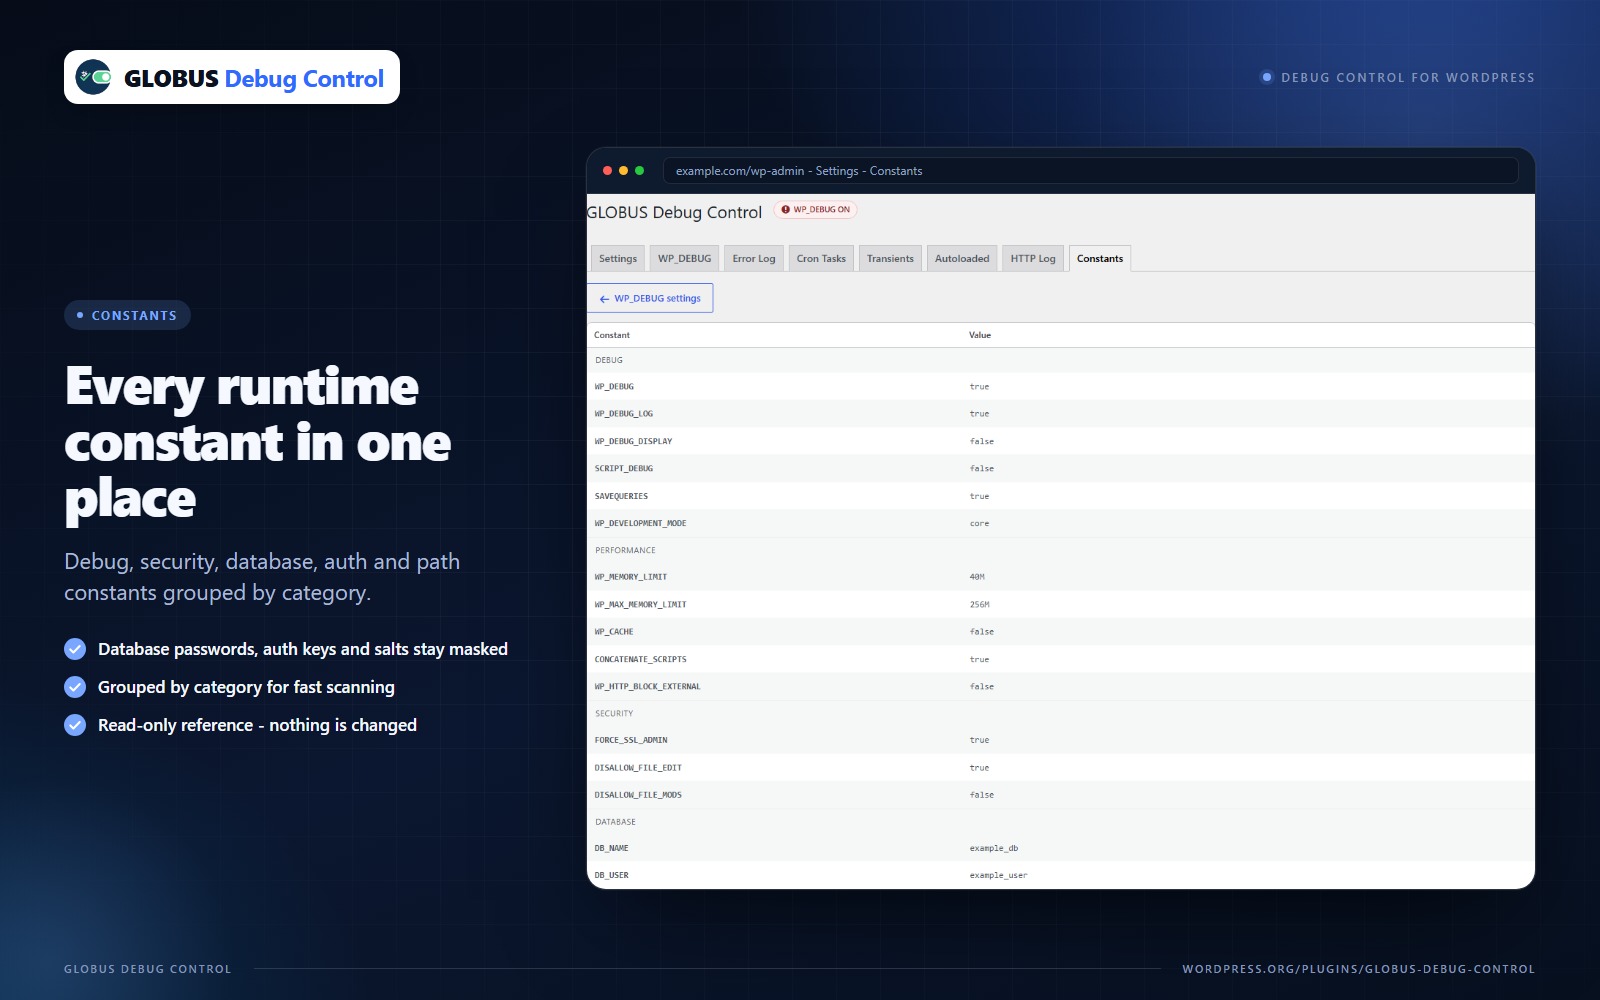 GLOBUS Debug Control
DEBUG CONTROL FOR WORDPRESS
CONSTANTS
Every runtime
constant in one
place
Debug, security, database, auth and path
constants grouped by category.
Database passwords, auth keys and salts stay masked
Grouped by category for fast scanning
Read-only reference - nothing is changed
example.com/wp-admin - Settings - Constants
GLOBUS Debug Control WP_DEBUG ON
Settings WP_DEBUG Error Log Cron Tasks Transients Autoloaded HTTP Log Constants
← WP_DEBUG settings
Constant Value
DEBUG
WP_DEBUG true
WP_DEBUG_LOG true
WP_DEBUG_DISPLAY false
SCRIPT_DEBUG false
SAVEQUERIES true
WP_DEVELOPMENT_MODE core
PERFORMANCE
WP_MEMORY_LIMIT 40M
WP_MAX_MEMORY_LIMIT 256M
WP_CACHE false
CONCATENATE_SCRIPTS true
WP_HTTP_BLOCK_EXTERNAL false
SECURITY
FORCE_SSL_ADMIN true
DISALLOW_FILE_EDIT true
DISALLOW_FILE_MODS false
DATABASE
DB_NAME example_db
DB_USER example_user
GLOBUS DEBUG CONTROL
WORDPRESS.ORG/PLUGINS/GLOBUS-DEBUG-CONTROL